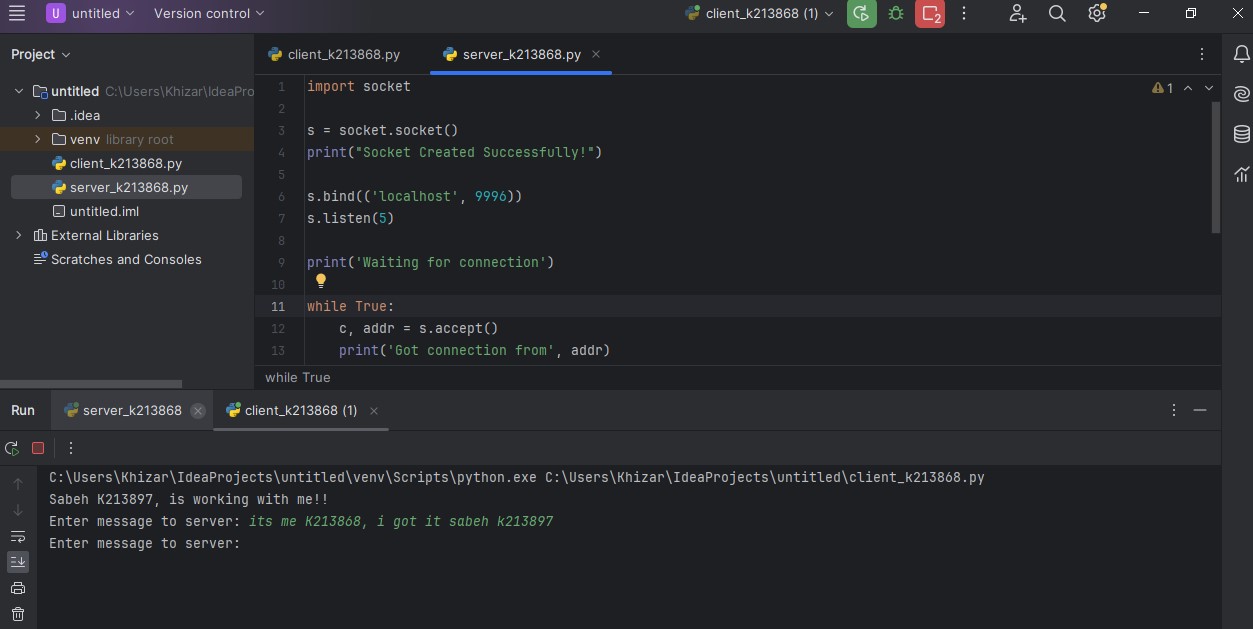 U untitled Version control client_k213868 (1) 2
Project
client_k213868.py server_k213868.py
untitled C:\Users\Khizar\IdeaPro
.idea
venv library root
client_k213868.py
server_k213868.py
untitled.iml
External Libraries
Scratches and Consoles
1 import socket
1
2
3 s = socket.socket()
4 print("Socket Created Successfully!")
5
6 s.bind(('localhost', 9996))
7 s.listen(5)
8
9 print('Waiting for connection')
10
11 while True:
12 c, addr = s.accept()
13 print('Got connection from', addr)
while True
Run server_k213868 client_k213868 (1)
C:\Users\Khizar\IdeaProjects\untitled\venv\Scripts\python.exe C:\Users\Khizar\IdeaProjects\untitled\client_k213868.py
Sabeh K213897, is working with me!!
Enter message to server: its me K213868, i got it sabeh k213897
Enter message to server: